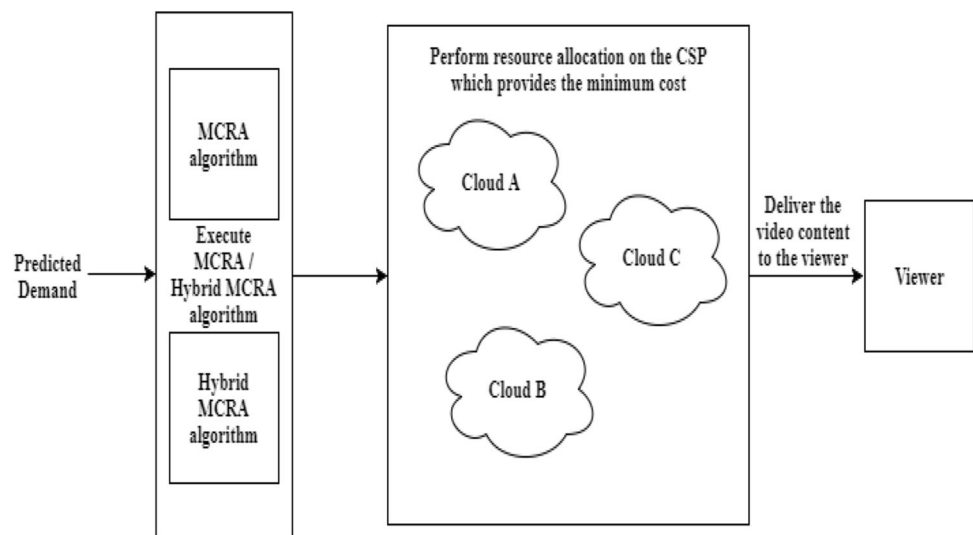 Predicted
Demand
MCRA
algorithm
Execute
MCRA /
Hybrid MCRA
algorithm
Hybrid
MCRA
algorithm
Perform resource allocation on the CSP
which provides the minimum cost
Cloud A
Cloud C
Cloud B
Deliver the
video content
to the viewer
Viewer